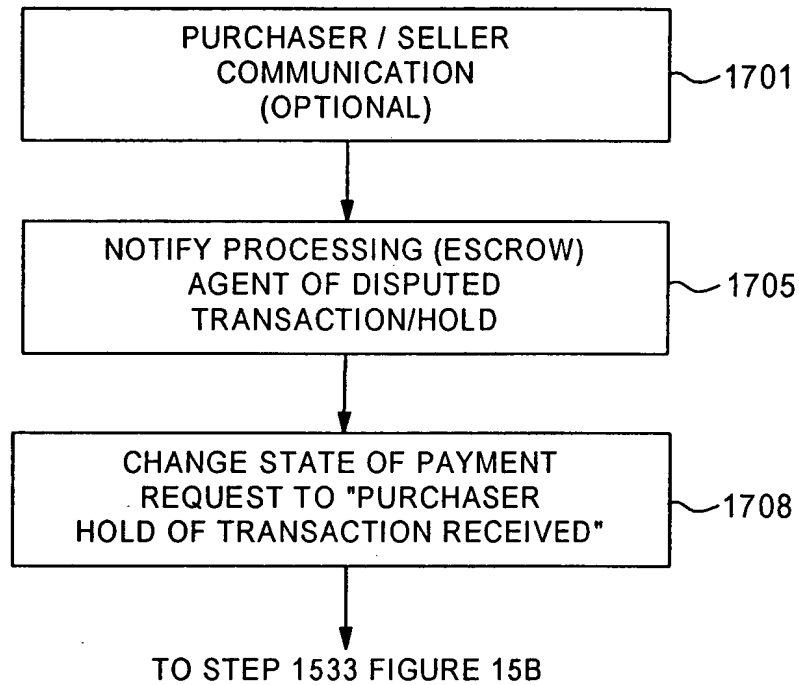 PURCHASER / SELLER
COMMUNICATION
(OPTIONAL)
1701
NOTIFY PROCESSING (ESCROW)
AGENT OF DISPUTED
TRANSACTION/HOLD
1705
CHANGE STATE OF PAYMENT
REQUEST TO "PURCHASER
HOLD OF TRANSACTION RECEIVED"
1708
TO STEP 1533 FIGURE 15B